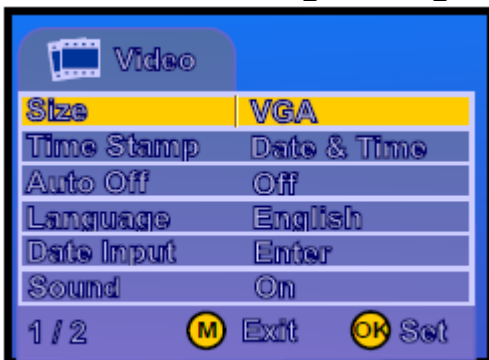 Video
Size VGA
Time Stamp Date & Time
Auto Off Off
Language English
Date Input Enter
Sound On
1 / 2 M Exit OK Set